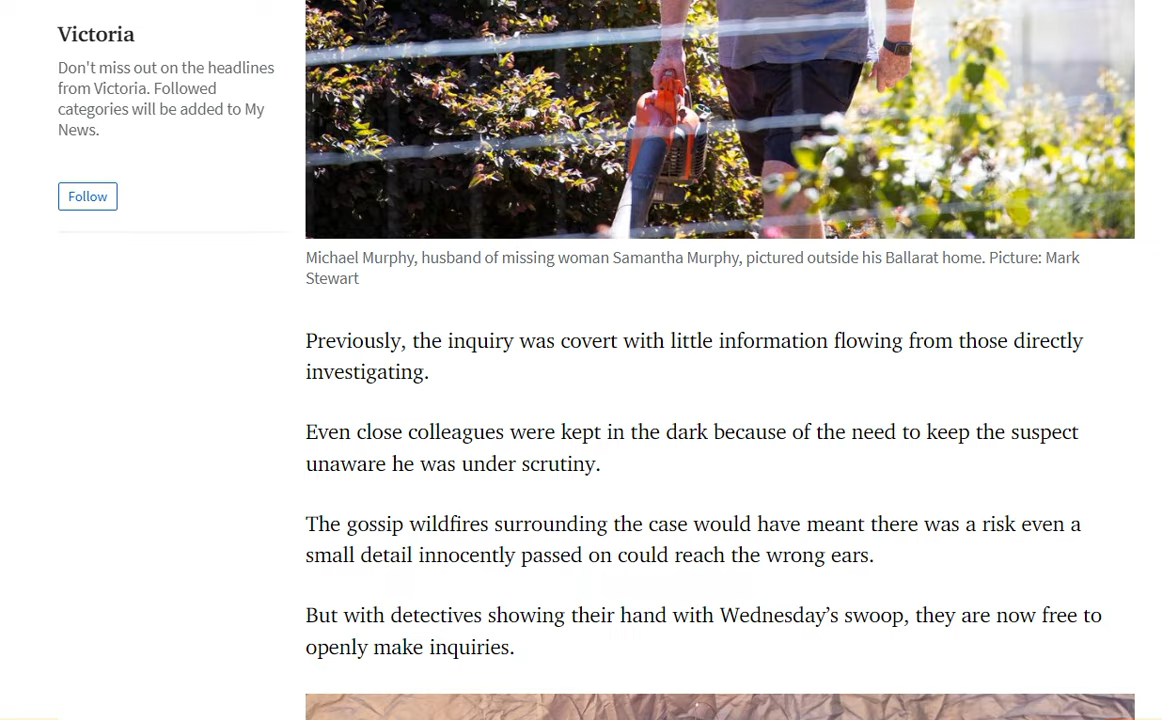 Victoria
Don't miss out on the headlines
from Victoria. Followed
categories will be added to My
News.
Follow
Michael Murphy, husband of missing woman Samantha Murphy, pictured outside his Ballarat home. Picture: Mark
Stewart
Previously, the inquiry was covert with little information flowing from those directly
investigating.
Even close colleagues were kept in the dark because of the need to keep the suspect
unaware he was under scrutiny.
The gossip wildfires surrounding the case would have meant there was a risk even a
small detail innocently passed on could reach the wrong ears.
But with detectives showing their hand with Wednesday’s swoop, they are now free to
openly make inquiries.